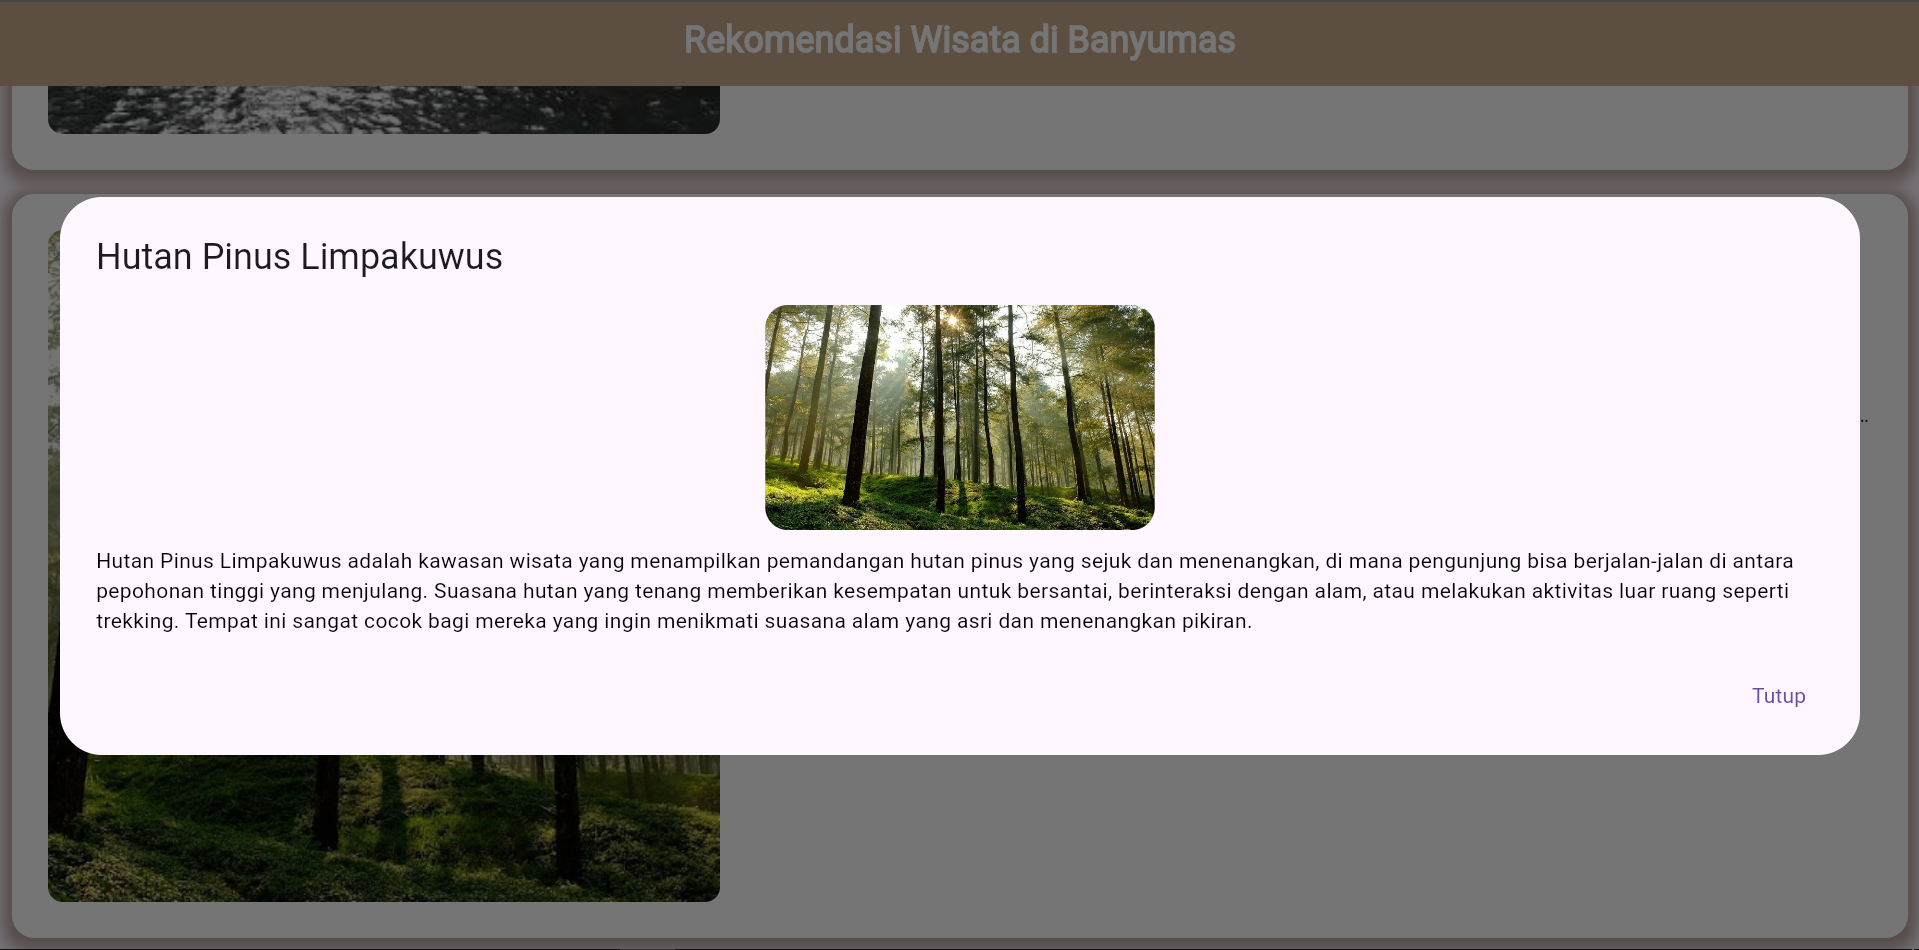 Rekomendasi Wisata di Banyumas
Hutan Pinus Limpakuwus
..
Hutan Pinus Limpakuwus adalah kawasan wisata yang menampilkan pemandangan hutan pinus yang sejuk dan menenangkan, di mana pengunjung bisa berjalan-jalan di antara
pepohonan tinggi yang menjulang. Suasana hutan yang tenang memberikan kesempatan untuk bersantai, berinteraksi dengan alam, atau melakukan aktivitas luar ruang seperti
trekking. Tempat ini sangat cocok bagi mereka yang ingin menikmati suasana alam yang asri dan menenangkan pikiran.
Tutup